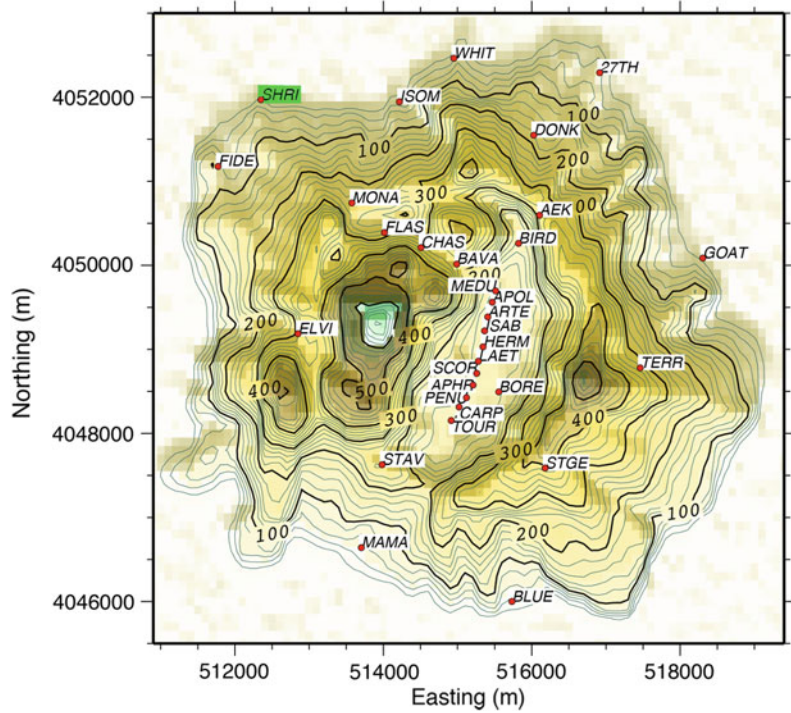 WHIT
27TH
4052000
SHRI
ISOM
100
DONK
100
200
FIDE
MONA
300
AEK
00
FLAS
CHAS
BIRD
GOAT
4050000
BAVA
200
MEDU
APOL
ARTE
200
ELVI
400
SAB
HERM
LAET
TERR
SCOR
400
500
APHR
BORE
PENU
CARP
400
300
TOUR
4048000
300
STAV
STGE
100
100
200
MAMA
4046000
BLUE
Northing (m)
512000
514000
516000
518000
Easting (m)